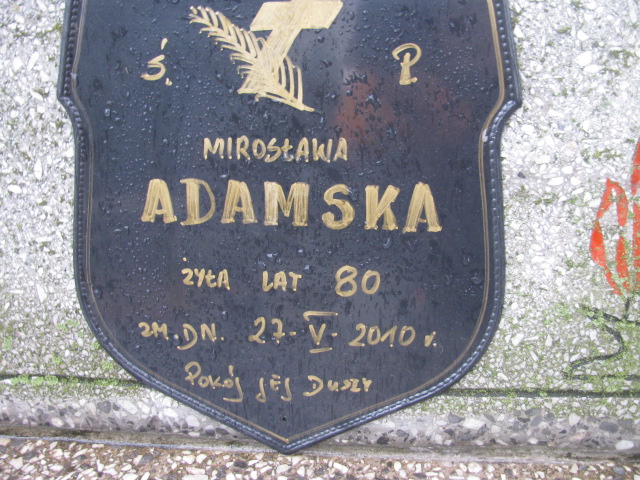 Ś. P.
MIROSŁAWA
ADAMSKA
ŻYŁA LAT 80
ZM. DN. 27-V-2010 r.
Pokój JEJ Duszy